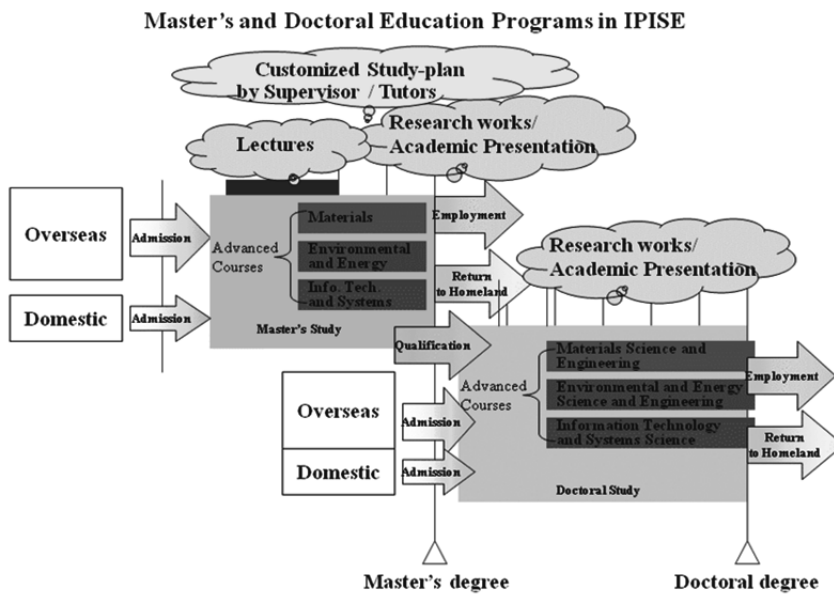 Master's and Doctoral Education Programs in IPISE
Customized Study-plan
by Supervisor / Tutors
Lectures
Research works/
Academic Presentation
Overseas
Admission
Domestic
Admission
Advanced
Courses
Materials
Environmental
and Energy
Info. Tech.
and Systems
Master's Study
Employment
Return
to Homeland
Qualification
Research works/
Academic Presentation
Overseas
Admission
Domestic
Admission
Advanced
Courses
Materials Science and
Engineering
Environmental and Energy
Science and Engineering
Information Technology
and Systems Science
Doctoral Study
Employment
Return
to Homeland
Master's degree
Doctoral degree